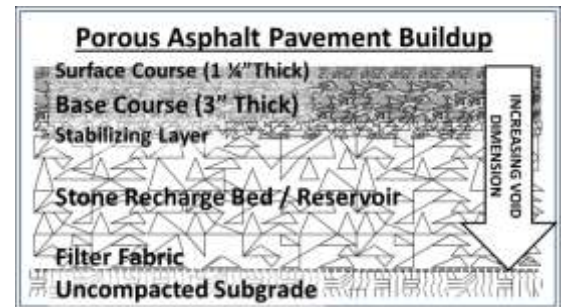 Porous Asphalt Pavement Buildup
Surface Course (1 ¼"Thick)
Base Course (3" Thick)
Stabilizing Layer
Stone Recharge Bed / Reservoir
Filter Fabric
Uncompacted Subgrade
INCREASING VOID
DIMENSION